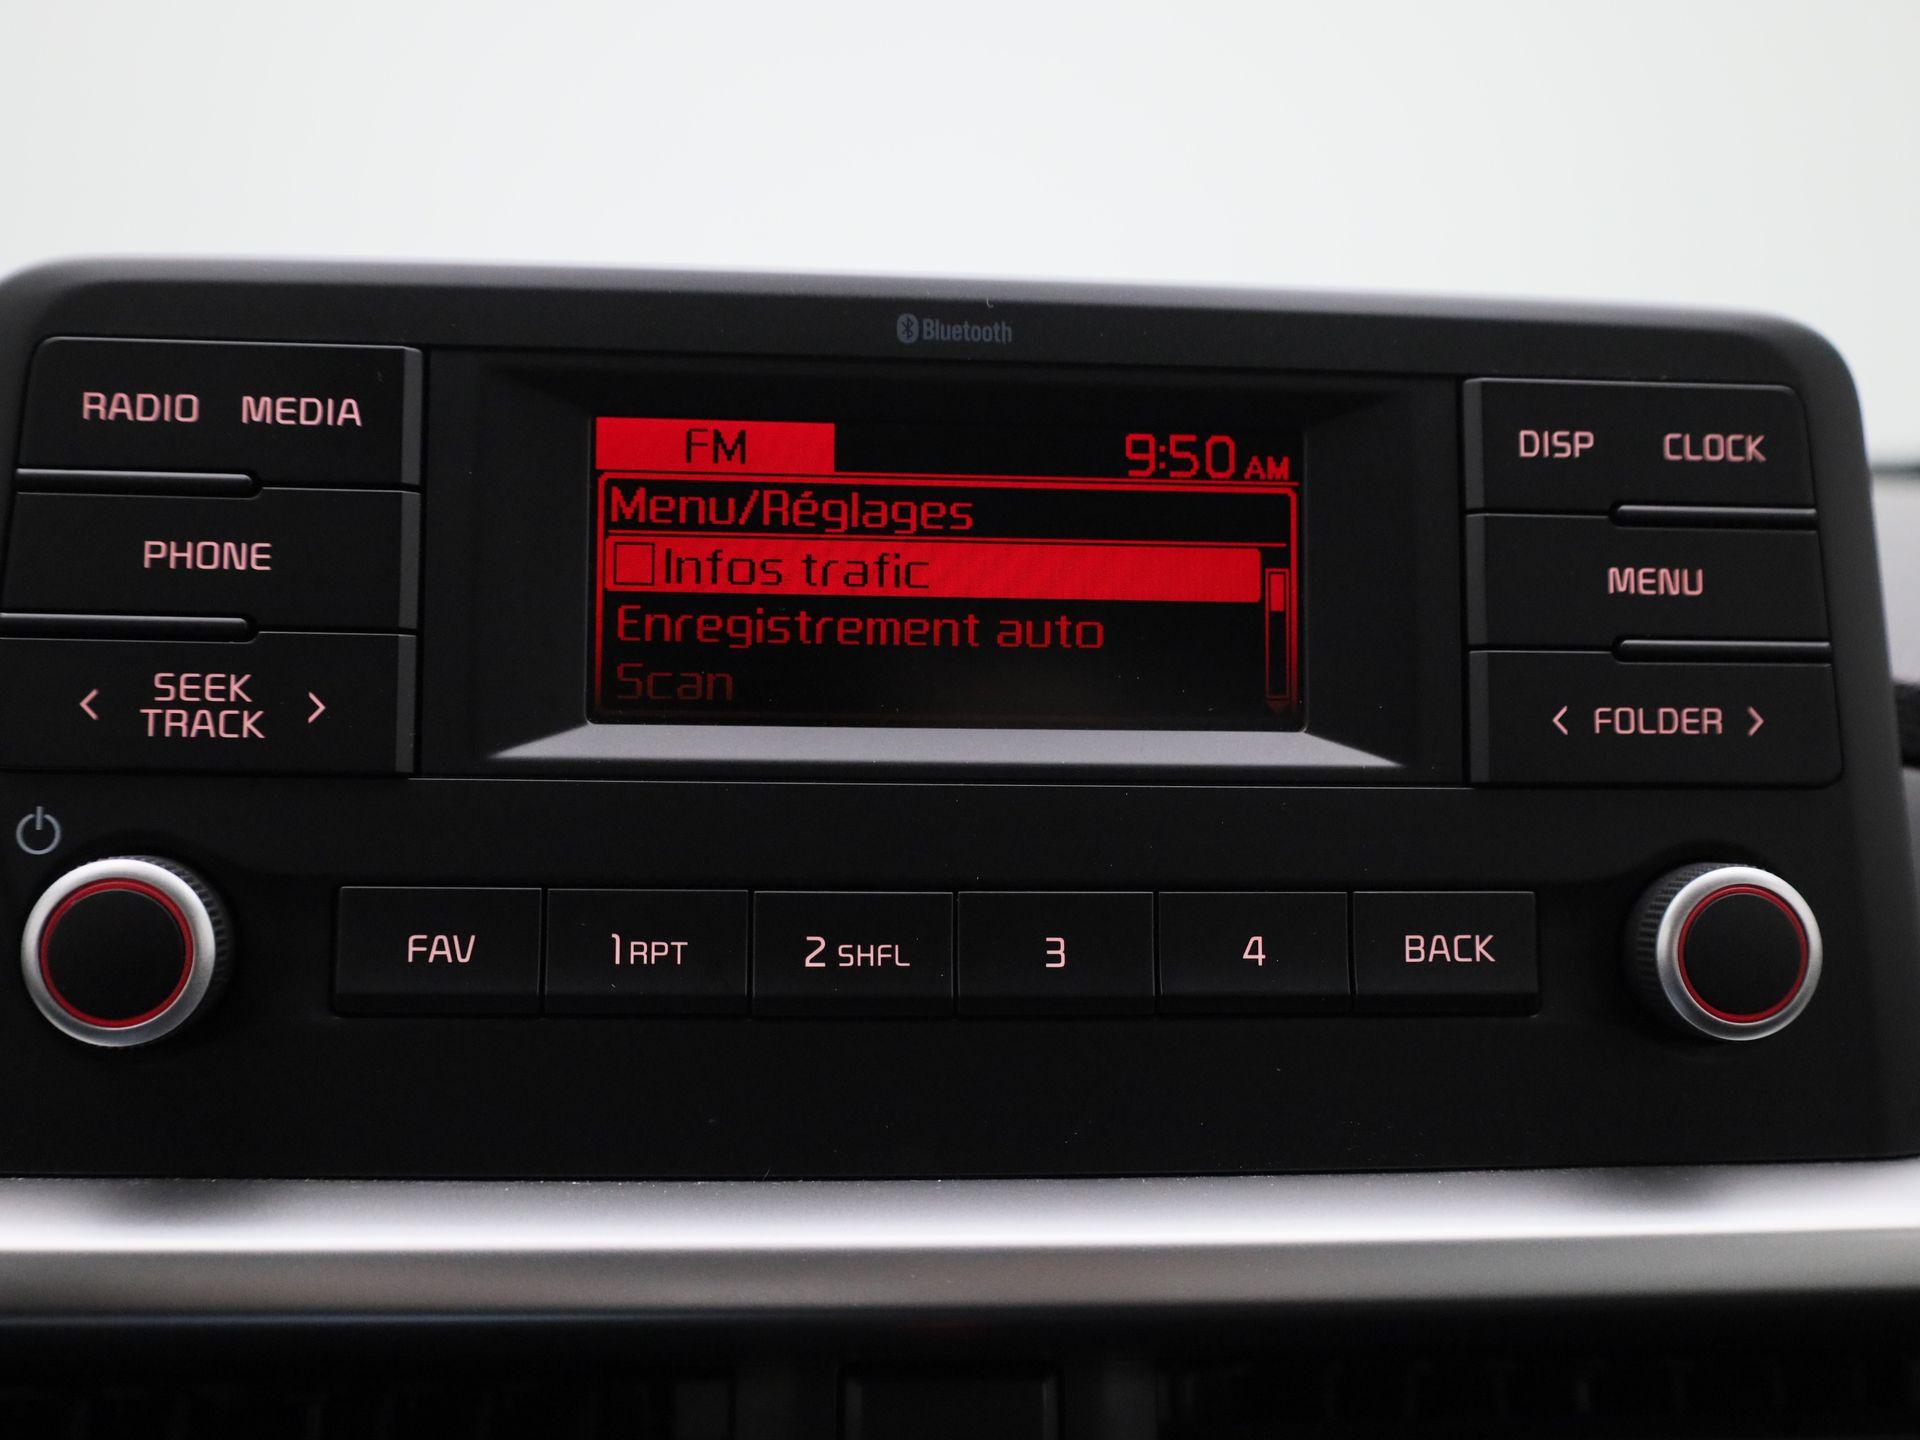 Bluetooth
RADIO MEDIA
PHONE
< SEEK TRACK >
FM 9:50 AM
Menu/Réglages
Infos trafic
Enregistrement auto
Scan
DISP CLOCK
MENU
< FOLDER >
FAV 1 RPT 2 SHFL 3 4 BACK